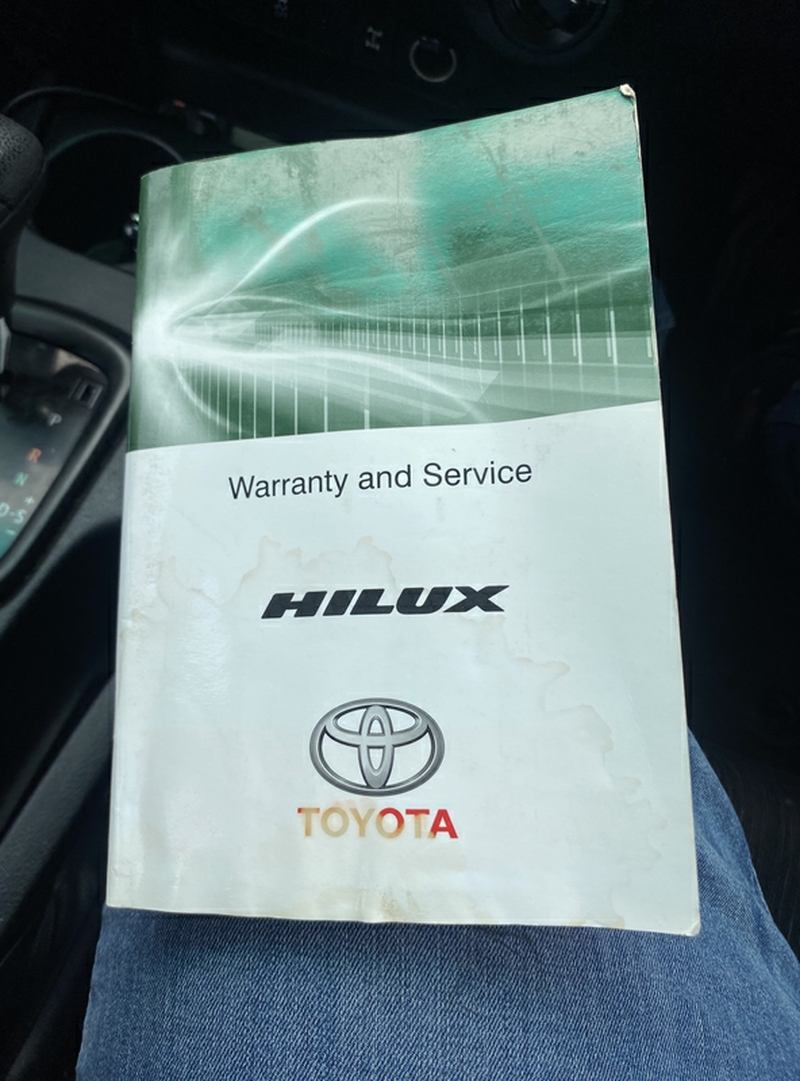 Warranty and Service
HILUX
TOYOTA
P
R
N
+
D-S
-